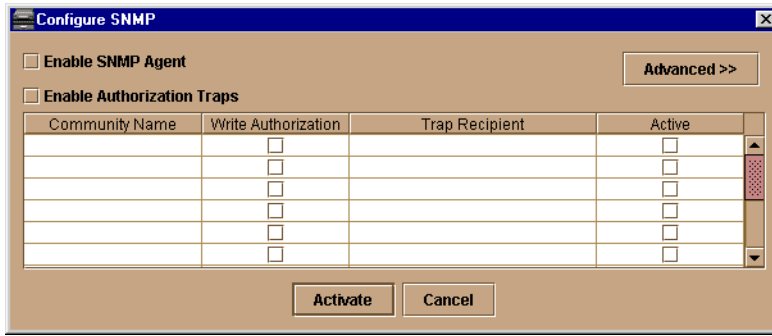 Configure SNMP
Enable SNMP Agent
Advanced >>
Enable Authorization Traps
Community Name Write Authorization Trap Recipient Active
Activate Cancel